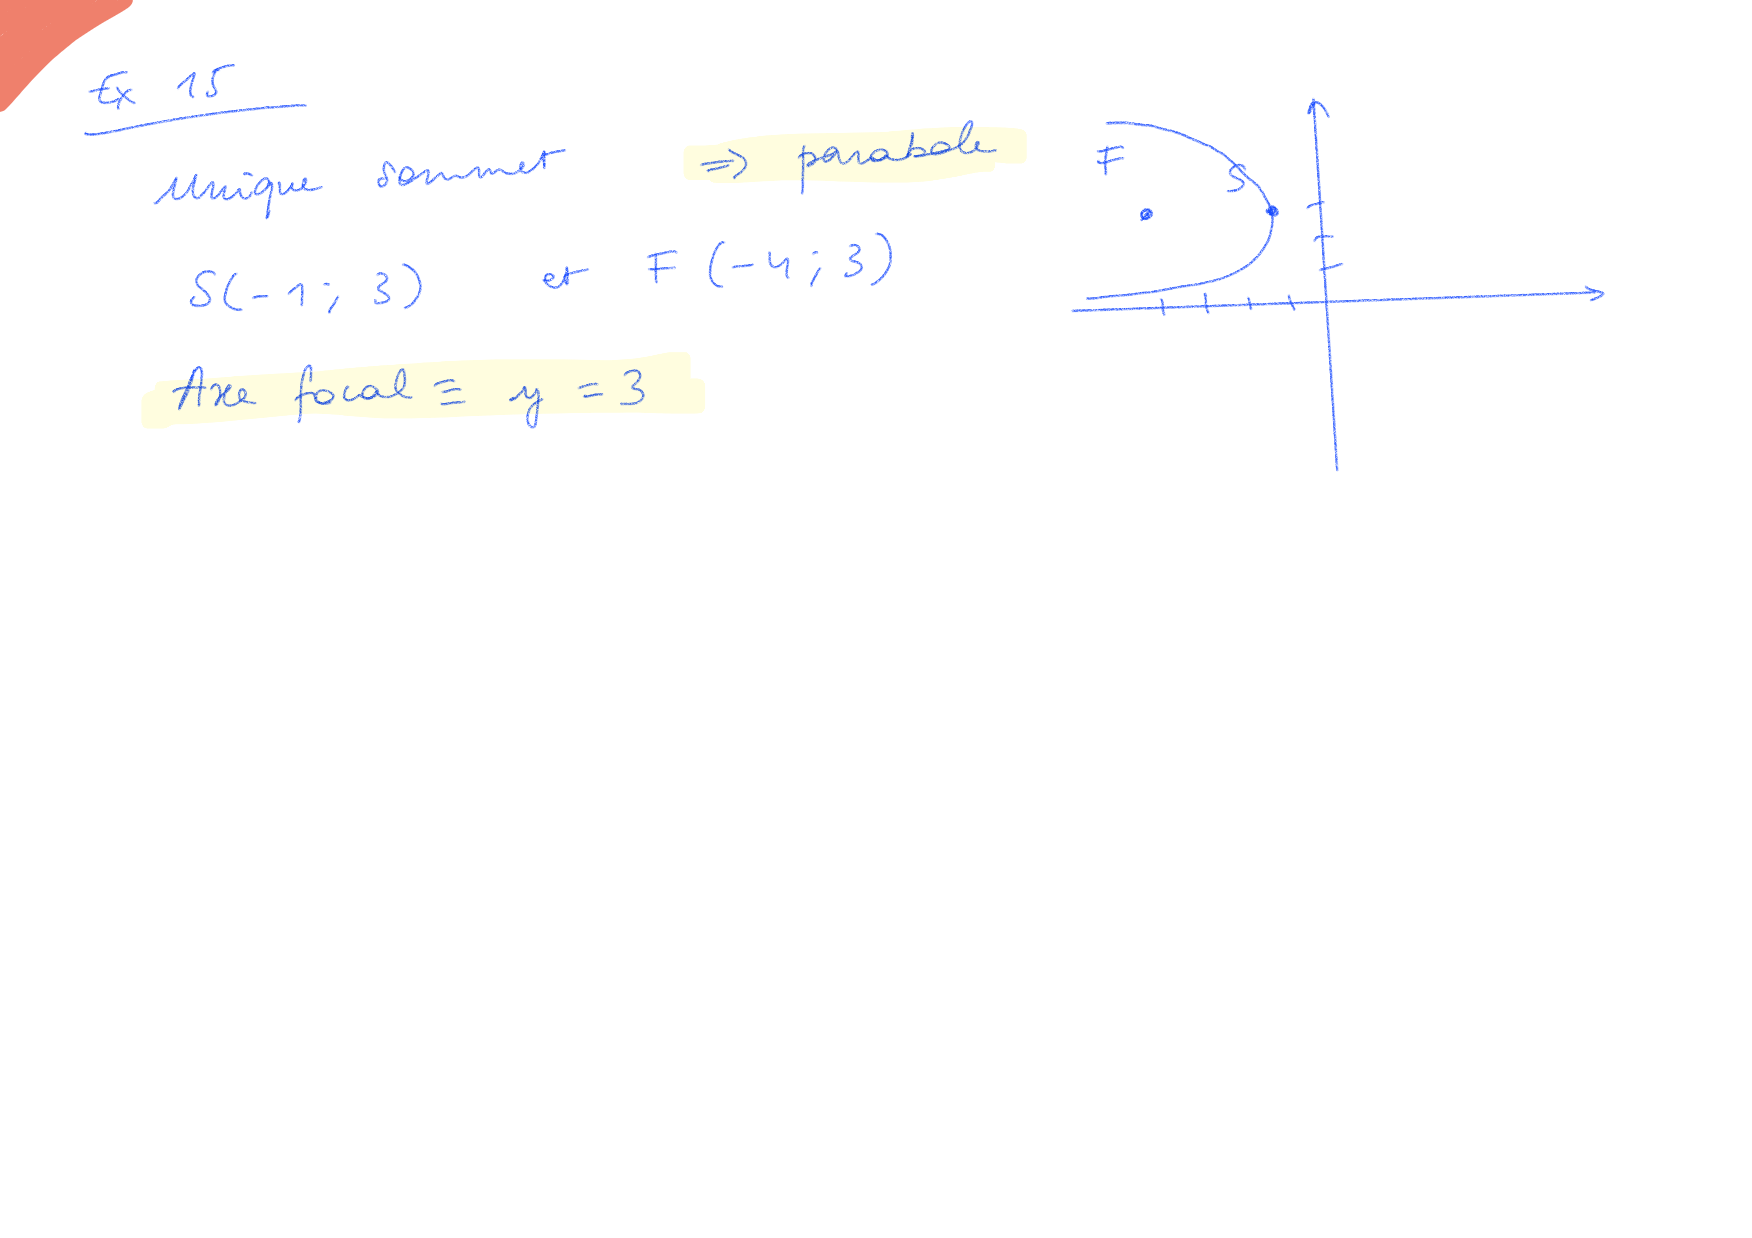 Ex 15
Unique sommet => parabole
S(-1; 3) et F(-4; 3)
Axe focal ≡ y = 3
F
S